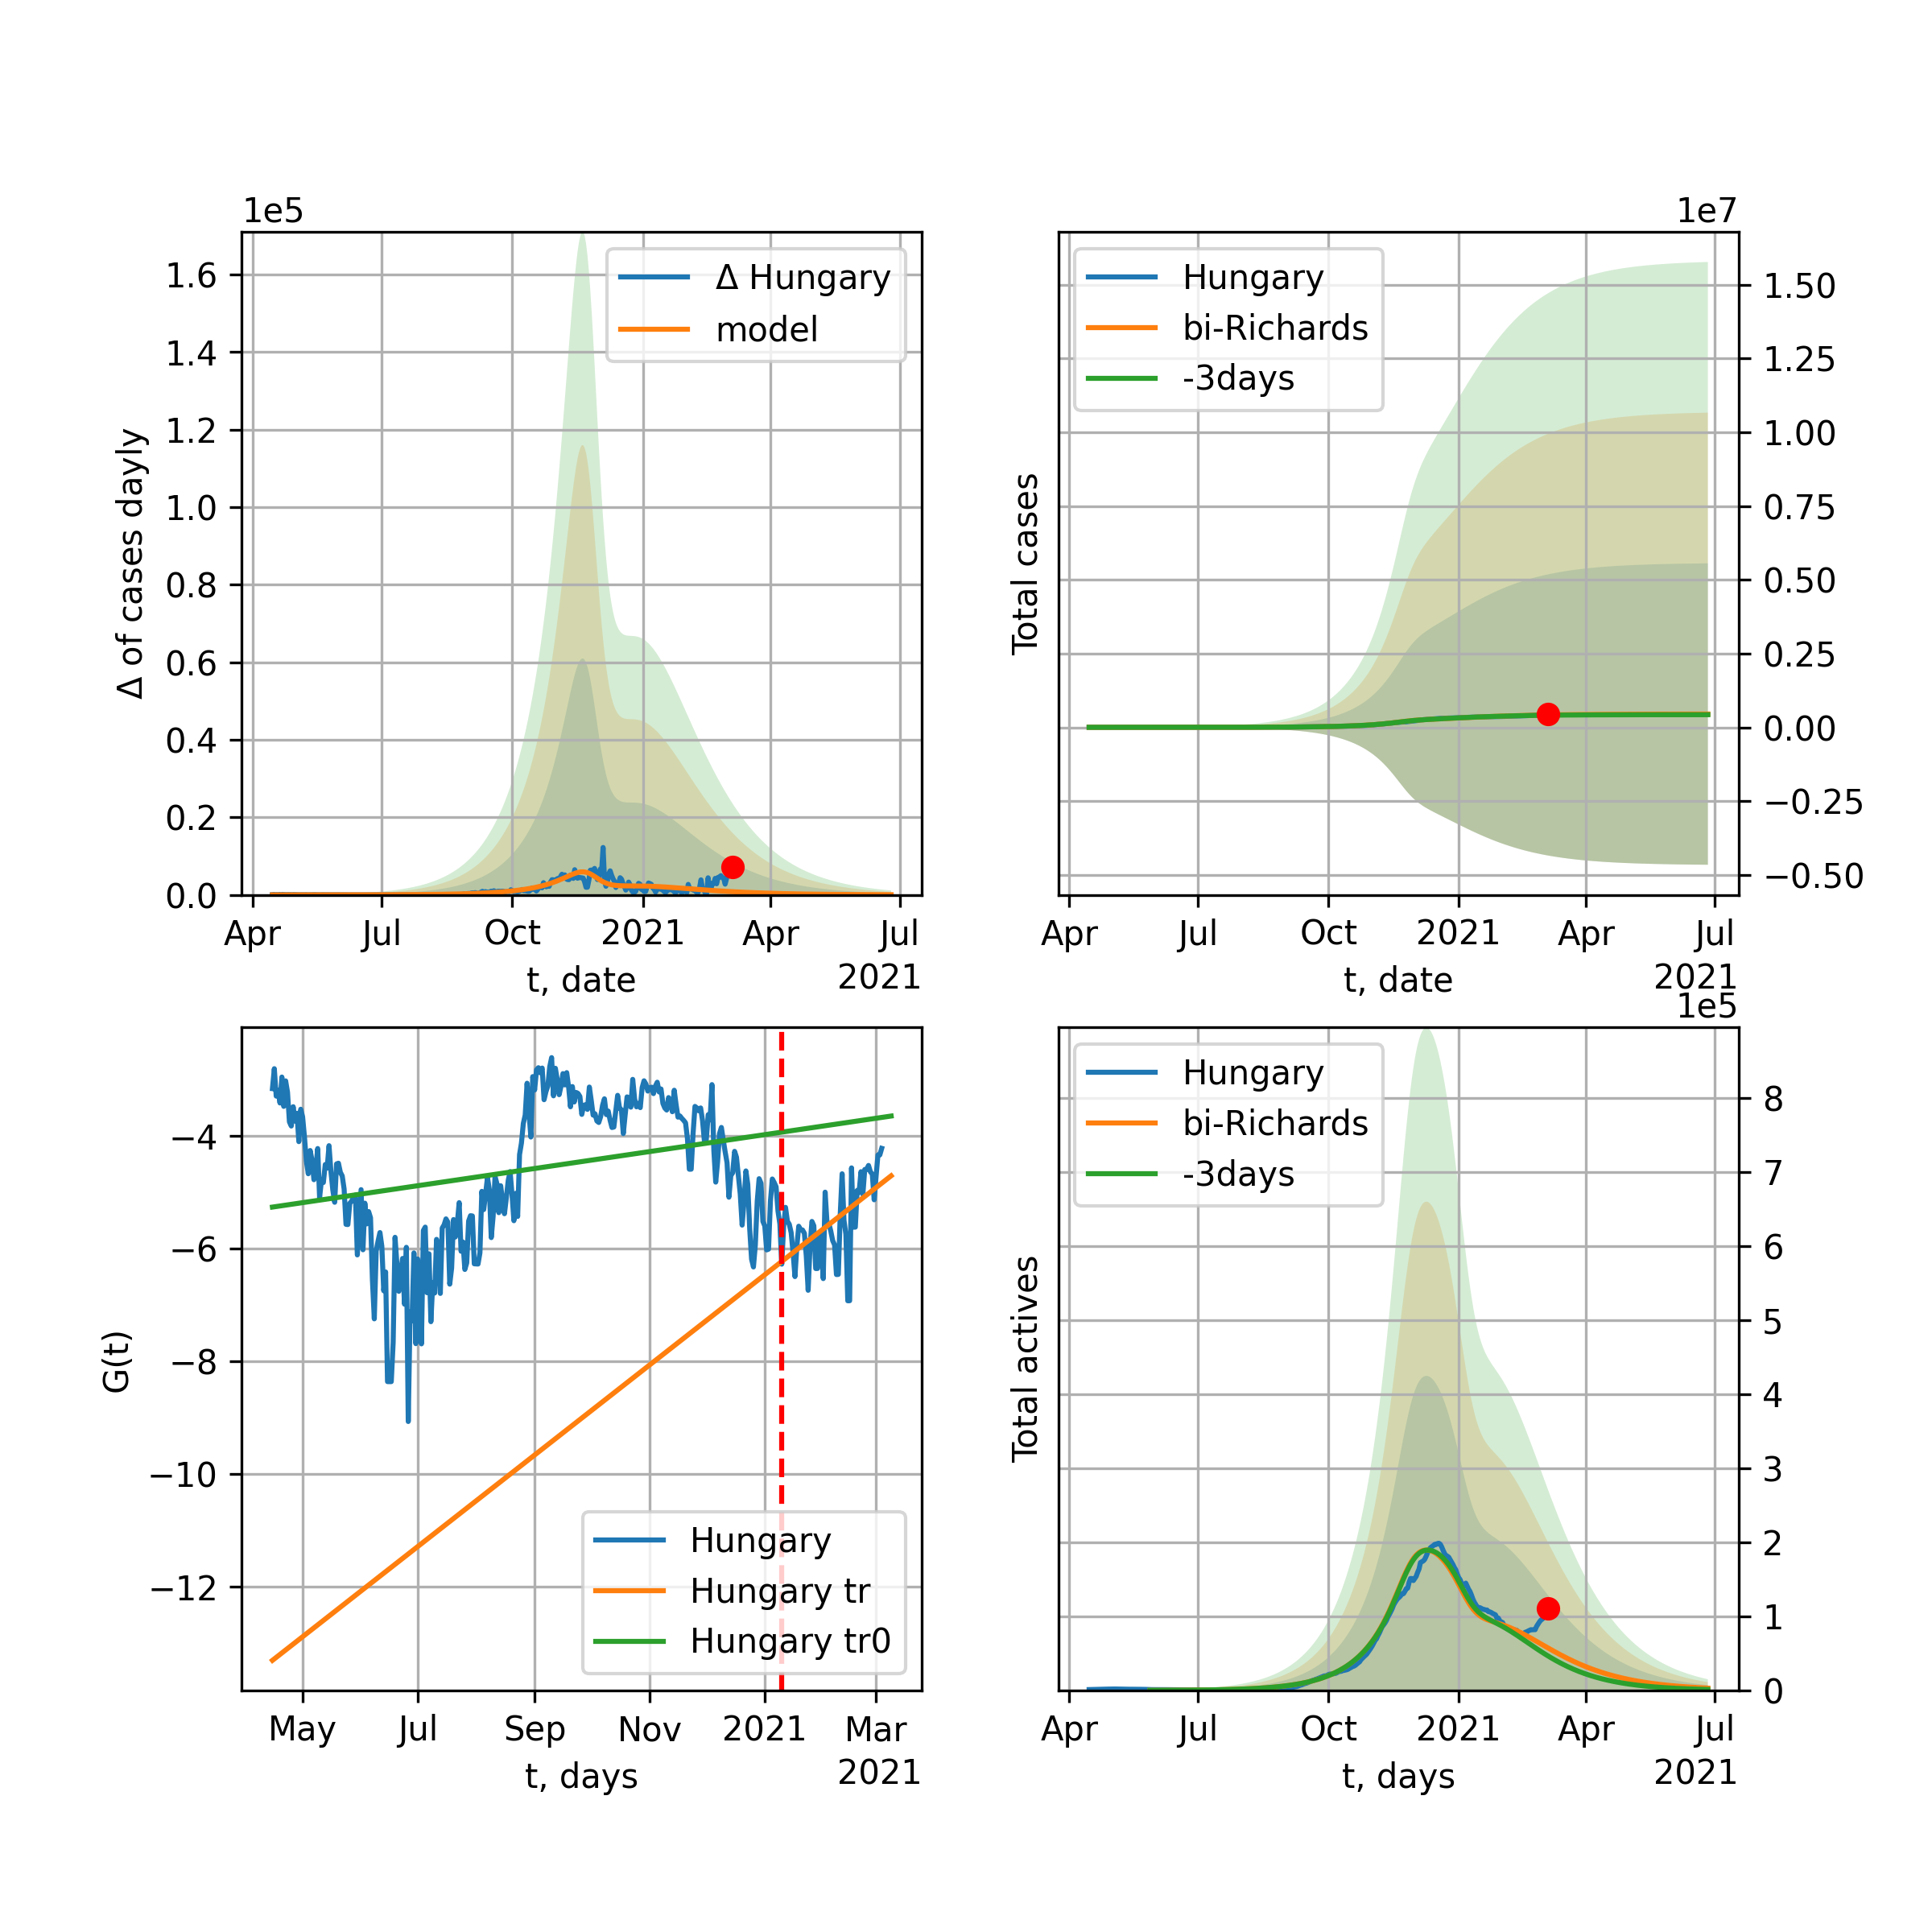 1e5
Δ of cases dayly
1.6
1.4
1.2
1.0
0.8
0.6
0.4
0.2
0.0
Δ Hungary
model
Apr Jul Oct 2021 Apr Jul
t, date
2021
1e7
Total cases
Hungary
bi-Richards
-3days
1.50
1.25
1.00
0.75
0.50
0.25
0.00
−0.25
−0.50
Apr Jul Oct 2021 Apr Jul
t, date
2021
G(t)
−4
−6
−8
−10
−12
Hungary
Hungary tr
Hungary tr0
May Jul Sep Nov 2021 Mar
t, days
2021
1e5
Total actives
Hungary
bi-Richards
-3days
8
7
6
5
4
3
2
1
0
Apr Jul Oct 2021 Apr Jul
t, days
2021